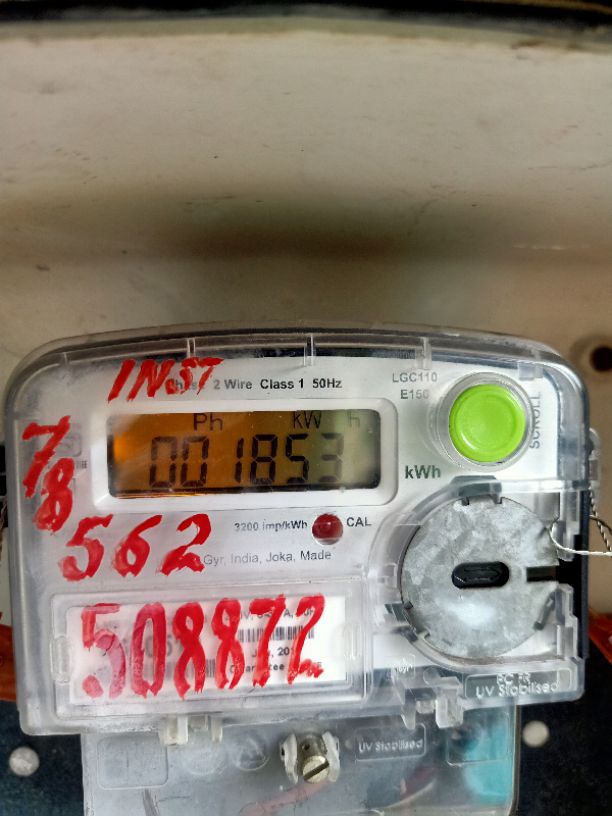 INST
2 Wire Class 1 50Hz
LGC110
E150
SCROLL
Ph kW h
001853
kWh
7/8
3200 imp/kWh CAL
562
Gyr, India, Joka, Made
508872
UV Stabilised
UV Stabilised